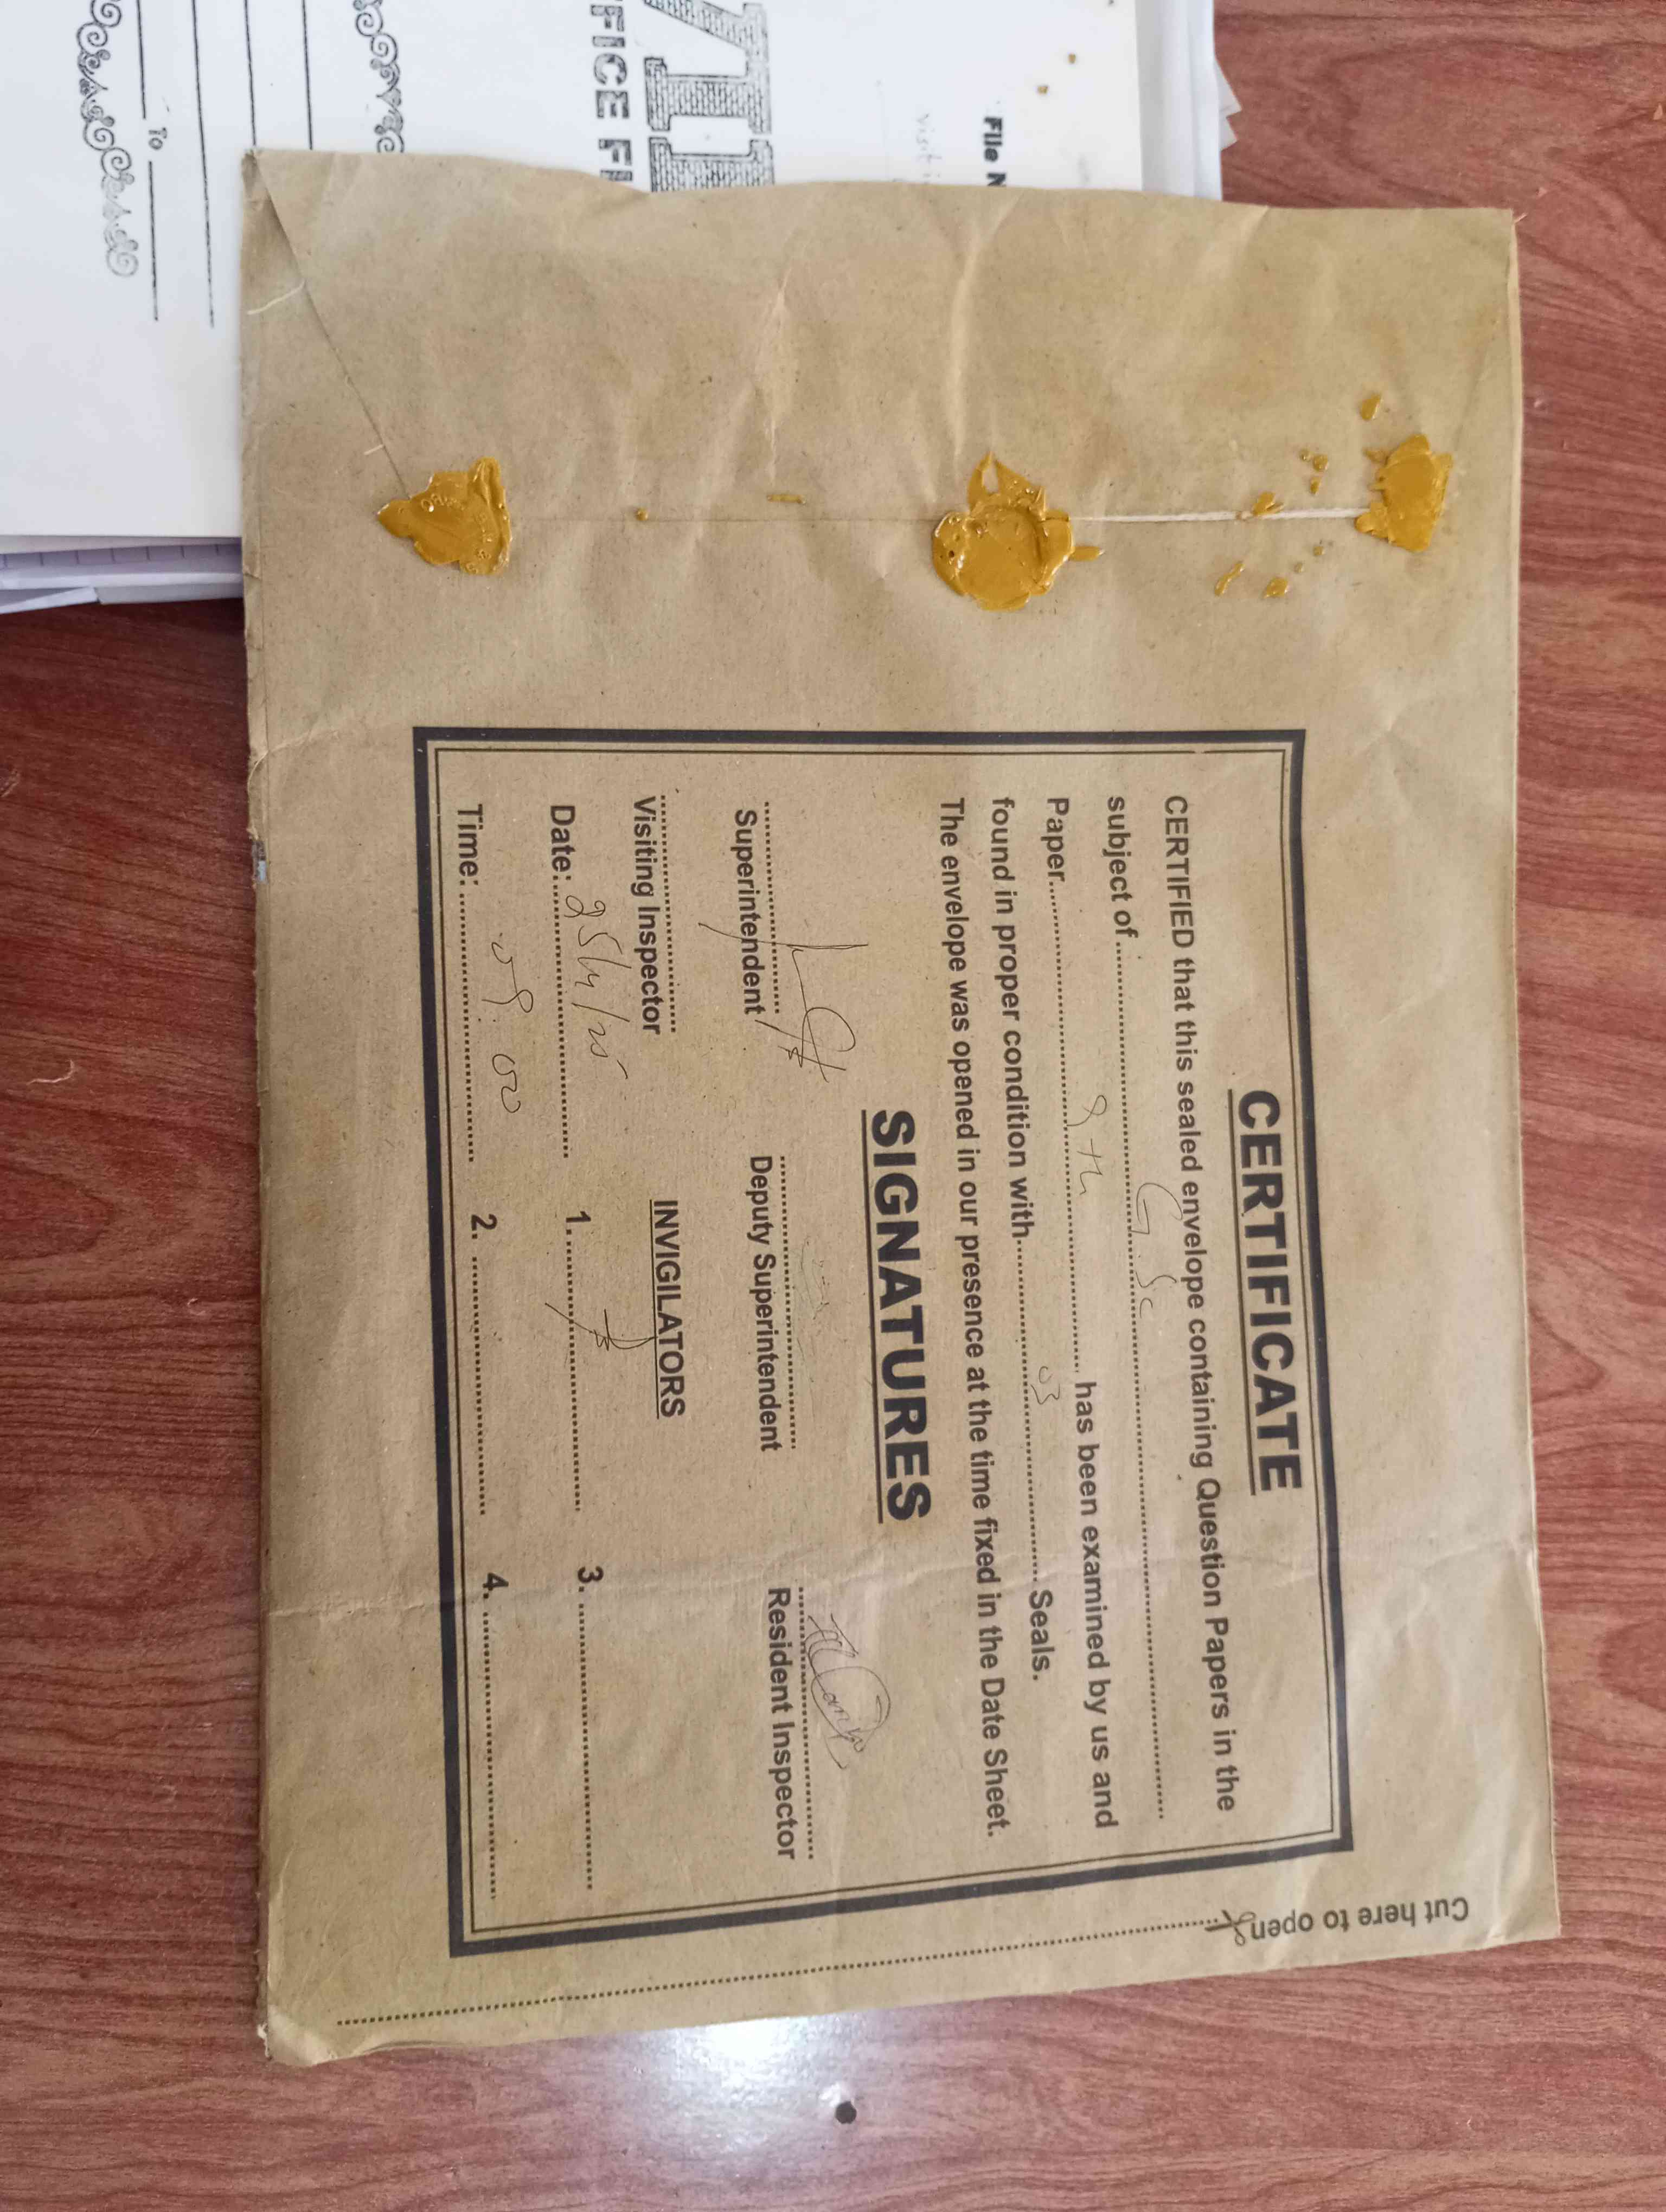 CERTIFICATE
CERTIFIED that this sealed envelope containing Question Papers in the
subject of G. Sc
Paper 9th has been examined by us and
found in proper condition with 03 Seals.
The envelope was opened in our presence at the time fixed in the Date Sheet.
SIGNATURES
Superintendent Deputy Superintendent Resident Inspector
Visiting Inspector INVIGILATORS
Date: 25/4/25 1. 3.
Time: 09:00 2. 4.
Cut here to open
File N
FFICE FI
To